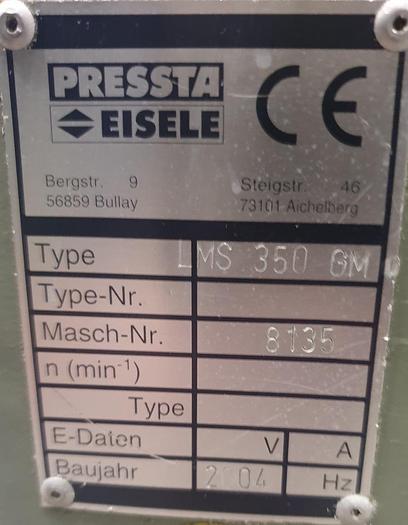 PRESSTA
EISELE
CE
Bergstr. 9
56859 Bullay
Steigstr. 46
73101 Aichelberg
Type LMS 350 GM
Type-Nr.
Masch-Nr. 8135
n (min-1)
Type
E-Daten V A
Baujahr 2004 Hz